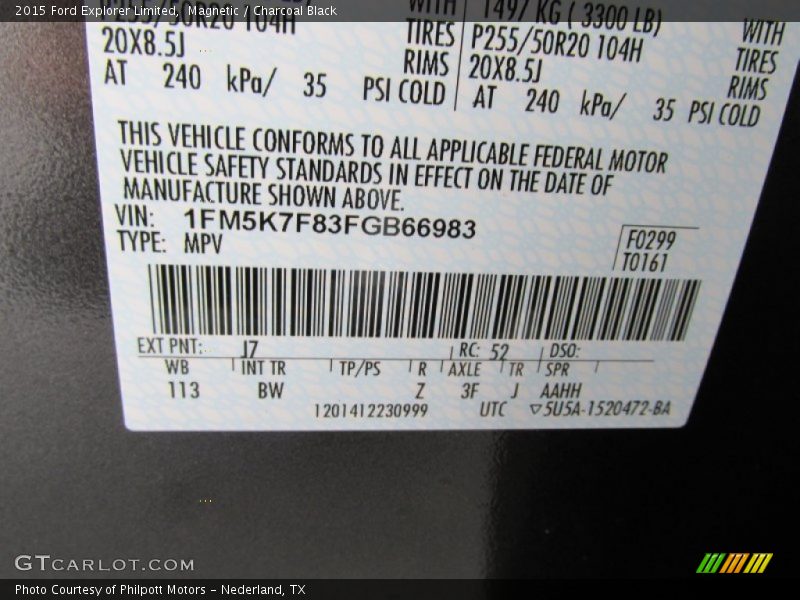 2015 Ford Explorer Limited, Magnetic / Charcoal Black
WITH 1497 KG ( 3300 LB) WITH
P255/50R20 104H TIRES P255/50R20 104H TIRES
20X8.5J RIMS 20X8.5J RIMS
AT 240 kPa/ 35 PSI COLD AT 240 kPa/ 35 PSI COLD
THIS VEHICLE CONFORMS TO ALL APPLICABLE FEDERAL MOTOR
VEHICLE SAFETY STANDARDS IN EFFECT ON THE DATE OF
MANUFACTURE SHOWN ABOVE.
VIN: 1FM5K7F83FGB66983
TYPE: MPV
F0299
T0161
EXT PNT: J7 RC: 52 DSO:
WB INT TR TP/PS R AXLE TR SPR
113 BW Z 3F J AAHH
1201412230999 UTC ▽5U5A-1520472-BA
GTCARLOT.COM
Photo Courtesy of Philpott Motors - Nederland, TX